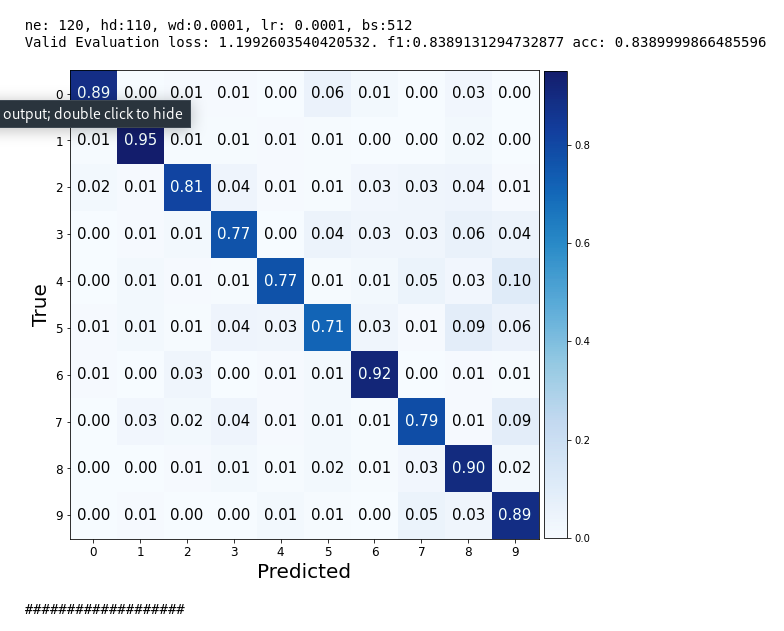 ne: 120, hd:110, wd:0.0001, lr: 0.0001, bs:512
Valid Evaluation loss: 1.1992603540420532. f1:0.8389131294732877 acc: 0.8389999866485596
0 0.89 0.00 0.01 0.01 0.00 0.06 0.01 0.00 0.03 0.00
output; double click to hide
1 0.01 0.95 0.01 0.01 0.01 0.01 0.00 0.00 0.02 0.00
2 0.02 0.01 0.81 0.04 0.01 0.01 0.03 0.03 0.04 0.01
3 0.00 0.01 0.01 0.77 0.00 0.04 0.03 0.03 0.06 0.04
4 0.00 0.01 0.01 0.01 0.77 0.01 0.01 0.05 0.03 0.10
5 0.01 0.01 0.01 0.04 0.03 0.71 0.03 0.01 0.09 0.06
6 0.01 0.00 0.03 0.00 0.01 0.01 0.92 0.00 0.01 0.01
7 0.00 0.03 0.02 0.04 0.01 0.01 0.01 0.79 0.01 0.09
8 0.00 0.00 0.01 0.01 0.01 0.02 0.01 0.03 0.90 0.02
9 0.00 0.01 0.00 0.00 0.01 0.01 0.00 0.05 0.03 0.89
0 1 2 3 4 5 6 7 8 9
True
Predicted
0.8
0.6
0.4
0.2
0.0
###################